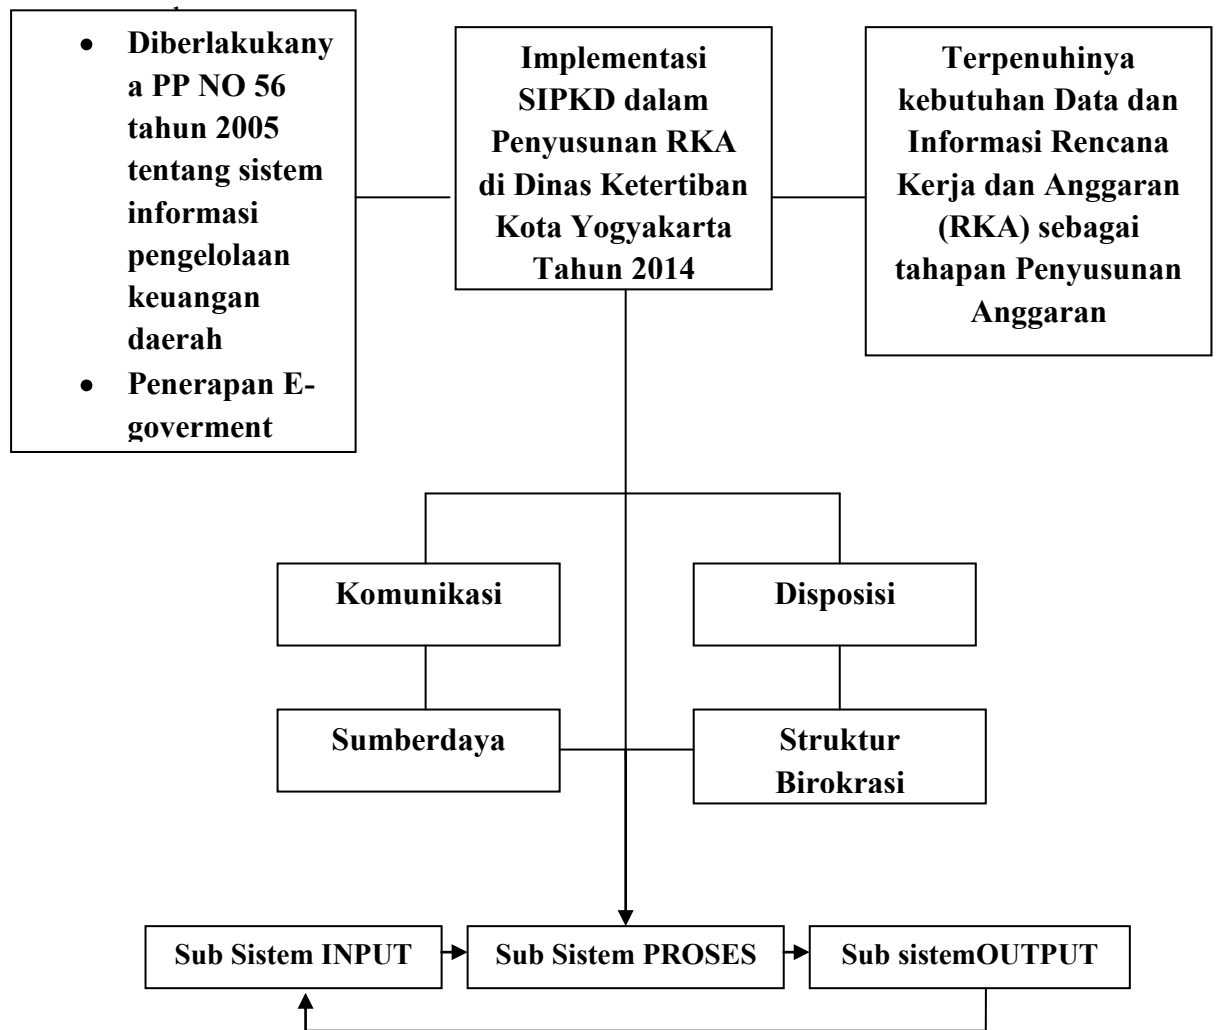 • Diberlakukany
a PP NO 56
tahun 2005
tentang sistem
informasi
pengelolaan
keuangan
daerah
• Penerapan E-
goverment
Implementasi
SIPKD dalam
Penyusunan RKA
di Dinas Ketertiban
Kota Yogyakarta
Tahun 2014
Terpenuhinya
kebutuhan Data dan
Informasi Rencana
Kerja dan Anggaran
(RKA) sebagai
tahapan Penyusunan
Anggaran
Komunikasi
Disposisi
Sumberdaya
Struktur
Birokrasi
Sub Sistem INPUT
Sub Sistem PROSES
Sub sistemOUTPUT